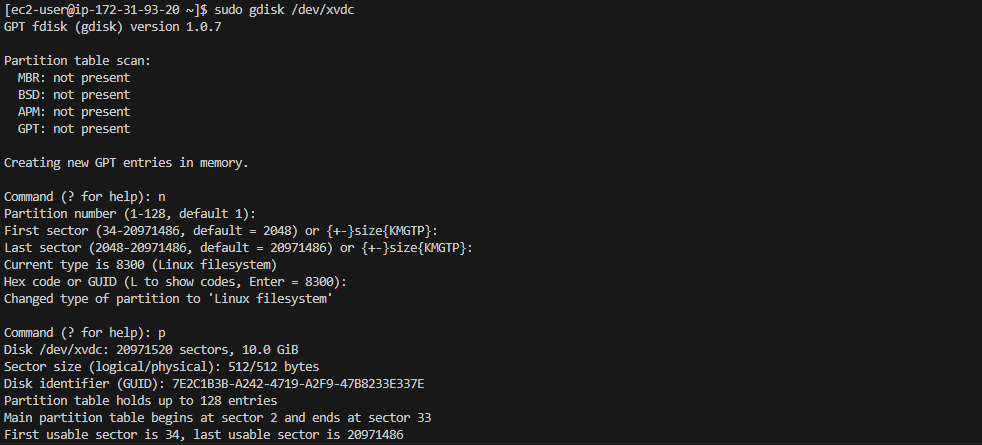 [ec2-user@ip-172-31-93-20 ~]$ sudo gdisk /dev/xvdc
GPT fdisk (gdisk) version 1.0.7

Partition table scan:
  MBR: not present
  BSD: not present
  APM: not present
  GPT: not present

Creating new GPT entries in memory.

Command (? for help): n
Partition number (1-128, default 1):
First sector (34-20971486, default = 2048) or {+-}size{KMGTP}:
Last sector (2048-20971486, default = 20971486) or {+-}size{KMGTP}:
Current type is 8300 (Linux filesystem)
Hex code or GUID (L to show codes, Enter = 8300):
Changed type of partition to 'Linux filesystem'

Command (? for help): p
Disk /dev/xvdc: 20971520 sectors, 10.0 GiB
Sector size (logical/physical): 512/512 bytes
Disk identifier (GUID): 7E2C1B3B-A242-4719-A2F9-47B8233E337E
Partition table holds up to 128 entries
Main partition table begins at sector 2 and ends at sector 33
First usable sector is 34, last usable sector is 20971486